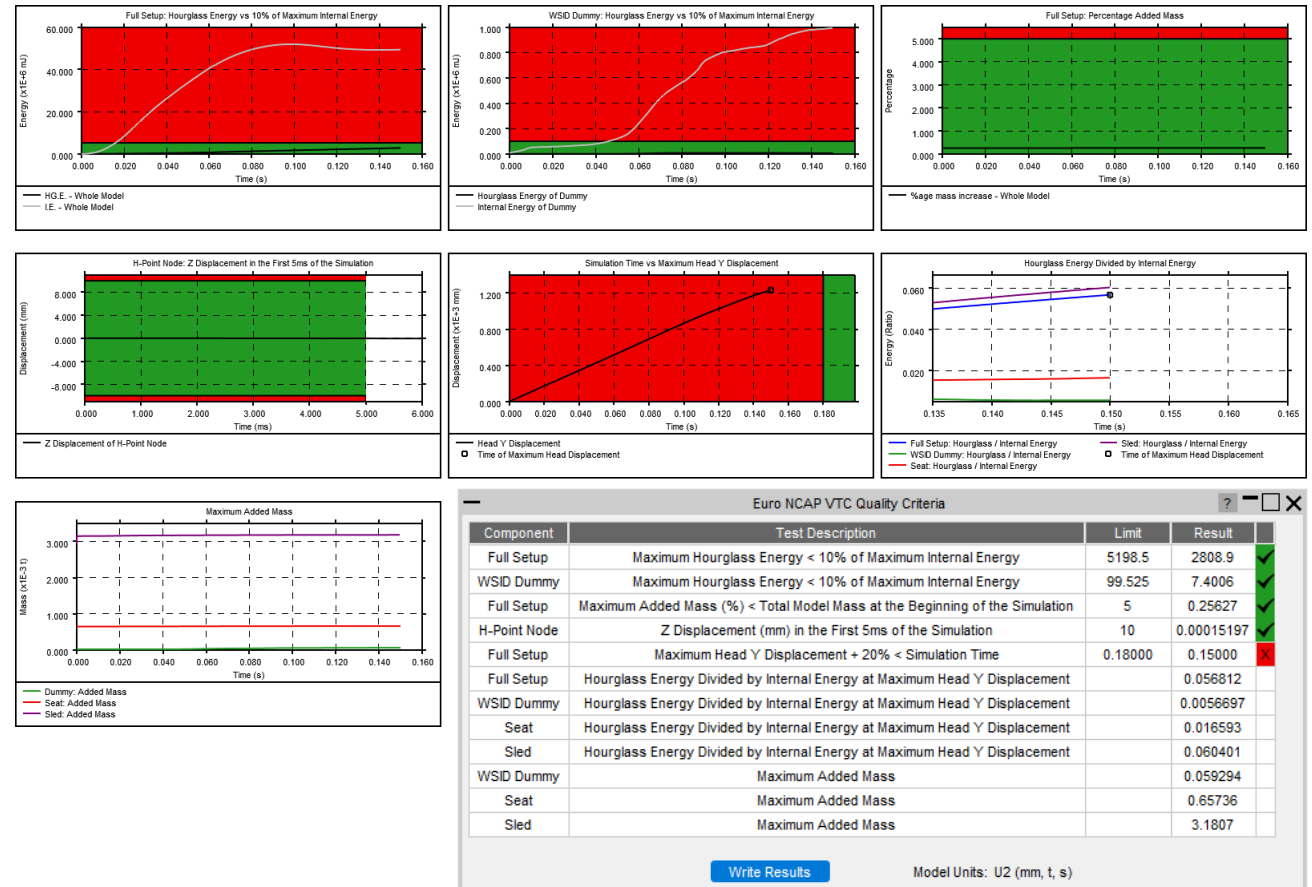 Full Setup: Hourglass Energy vs 10% of Maximum Internal Energy
60.000
40.000
20.000
0.000
Energy (x1E+6 mJ)
0.000 0.020 0.040 0.060 0.080 0.100 0.120 0.140 0.160
Time (s)
HG.E. - Whole Model
I.E. - Whole Model
WSID Dummy: Hourglass Energy vs 10% of Maximum Internal Energy
1.000
0.800
0.600
0.400
0.200
0.000
Energy (x1E+6 mJ)
0.000 0.020 0.040 0.060 0.080 0.100 0.120 0.140 0.160
Time (s)
Hourglass Energy of Dummy
Internal Energy of Dummy
Full Setup: Percentage Added Mass
5.000
4.000
3.000
2.000
1.000
0.000
Percentage
0.000 0.020 0.040 0.060 0.080 0.100 0.120 0.140 0.160
Time (s)
%age mass increase - Whole Model
H-Point Node: Z Displacement in the First 5ms of the Simulation
8.000
4.000
0.000
-4.000
-8.000
Displacement (mm)
0.000 1.000 2.000 3.000 4.000 5.000 6.000
Time (ms)
Z Displacement of H-Point Node
Simulation Time vs Maximum Head Y Displacement
1.200
0.800
0.400
0.000
Displacement (x1E+3 mm)
0.000 0.020 0.040 0.060 0.080 0.100 0.120 0.140 0.160 0.180
Time (s)
Head Y Displacement
Time of Maximum Head Displacement
Hourglass Energy Divided by Internal Energy
0.060
0.040
0.020
Energy (Ratio)
0.135 0.140 0.145 0.150 0.155 0.160 0.165
Time (s)
Full Setup: Hourglass / Internal Energy
WSID Dummy: Hourglass / Internal Energy
Seat: Hourglass / Internal Energy
Sled: Hourglass / Internal Energy
Time of Maximum Head Displacement
Maximum Added Mass
3.000
2.000
1.000
0.000
Mass (x1E-3 t)
0.000 0.020 0.040 0.060 0.080 0.100 0.120 0.140 0.160
Time (s)
Dummy: Added Mass
Seat: Added Mass
Sled: Added Mass
Euro NCAP VTC Quality Criteria ?
Component Test Description Limit Result
Full Setup Maximum Hourglass Energy < 10% of Maximum Internal Energy 5198.5 2808.9
WSID Dummy Maximum Hourglass Energy < 10% of Maximum Internal Energy 99.525 7.4006
Full Setup Maximum Added Mass (%) < Total Model Mass at the Beginning of the Simulation 5 0.25627
H-Point Node Z Displacement (mm) in the First 5ms of the Simulation 10 0.00015197
Full Setup Maximum Head Y Displacement + 20% < Simulation Time 0.18000 0.15000 X
Full Setup Hourglass Energy Divided by Internal Energy at Maximum Head Y Displacement 0.056812
WSID Dummy Hourglass Energy Divided by Internal Energy at Maximum Head Y Displacement 0.0056697
Seat Hourglass Energy Divided by Internal Energy at Maximum Head Y Displacement 0.016593
Sled Hourglass Energy Divided by Internal Energy at Maximum Head Y Displacement 0.060401
WSID Dummy Maximum Added Mass 0.059294
Seat Maximum Added Mass 0.65736
Sled Maximum Added Mass 3.1807
Write Results Model Units: U2 (mm, t, s)